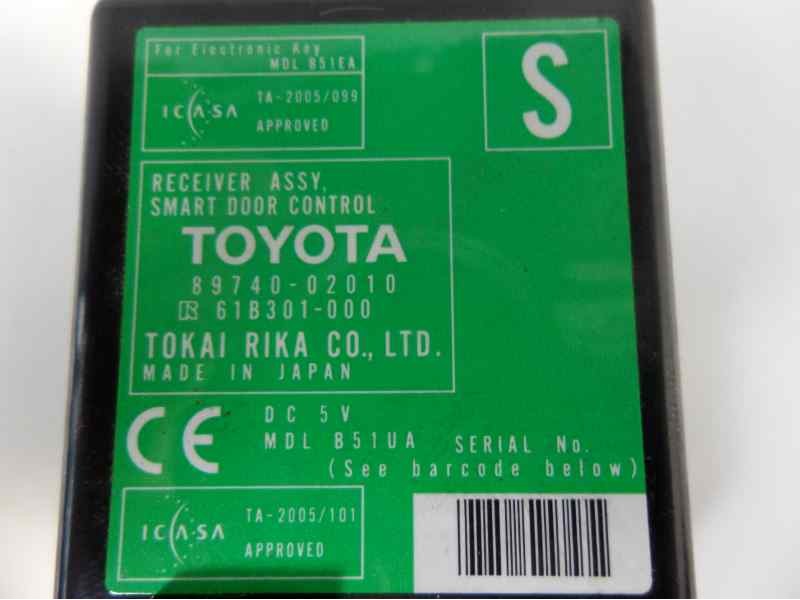 For Electronic Key
MDL B51EA
ICASA
TA-2005/099
APPROVED
S
RECEIVER ASSY,
SMART DOOR CONTROL
TOYOTA
89740-02010
61B301-000
TOKAI RIKA CO., LTD.
MADE IN JAPAN
CE
DC 5V
MDL B51UA
SERIAL No.
(See barcode below)
ICASA
TA-2005/101
APPROVED